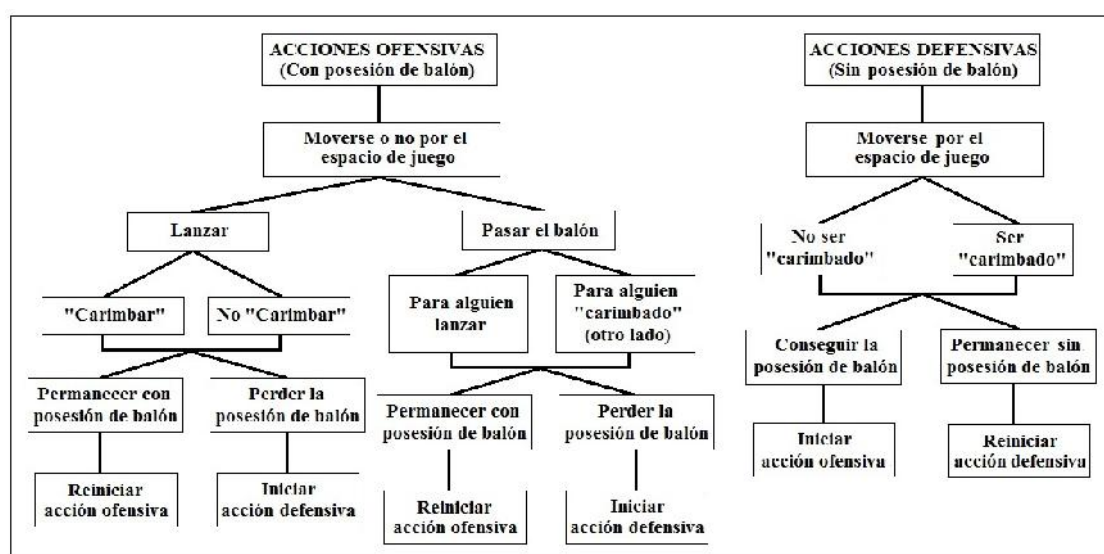 ACCIONES OFENSIVAS
(Con posesión de balón)
Moverse o no por el
espacio de juego
Lanzar
Pasar el balón
"Carimbar"
No "Carimbar"
Para alguien
lanzar
Para alguien
"carimbado"
(otro lado)
Permanecer con
posesión de balón
Perder la
posesión de balón
Permanecer con
posesión de balón
Perder la
posesión de balón
Reiniciar
acción ofensiva
Iniciar
acción defensiva
Reiniciar
acción ofensiva
Iniciar
acción defensiva
ACCIONES DEFENSIVAS
(Sin posesión de balón)
Moverse por el
espacio de juego
No ser
"carimbado"
Ser
"carimbado"
Conseguir la
posesión de balón
Permanecer sin
posesión de balón
Iniciar
acción ofensiva
Reiniciar
acción defensiva